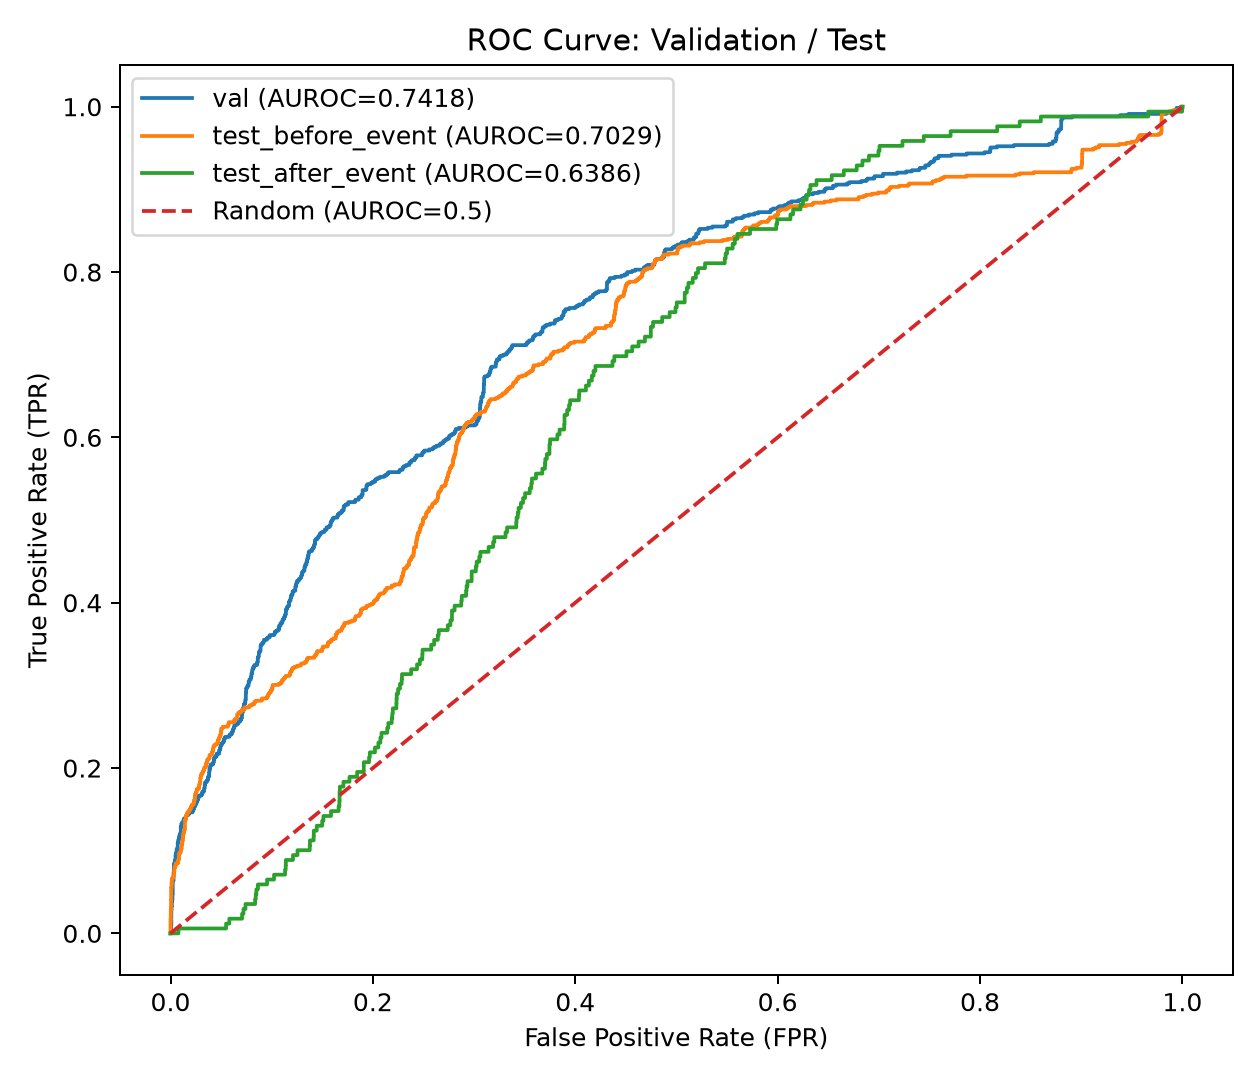 ROC Curve: Validation / Test
val (AUROC=0.7418)
test_before_event (AUROC=0.7029)
test_after_event (AUROC=0.6386)
Random (AUROC=0.5)
1.0
0.8
0.6
0.4
0.2
0.0
True Positive Rate (TPR)
0.0 0.2 0.4 0.6 0.8 1.0
False Positive Rate (FPR)